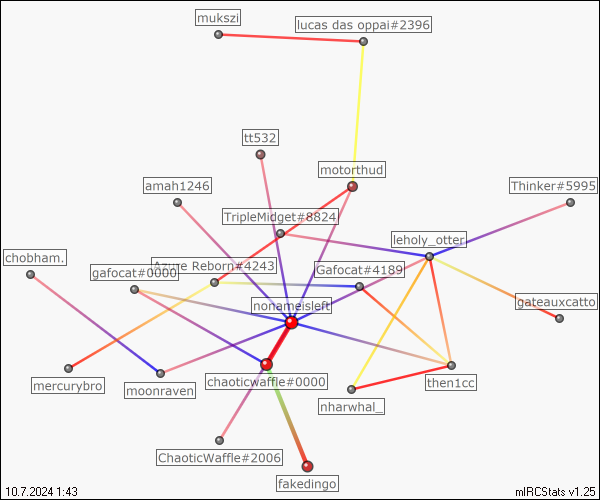 mukszi
lucas das oppai#2396
tt532
motorthud
amah1246
Thinker#5995
TripleMidget#8824
leholy_otter
chobham.
gafocat#0000
Azure Reborn#4243
Gafocat#4189
nonameisleft
gateauxcatto
mercurybro
moonraven
chaoticwaffle#0000
then1cc
nharwhal_
ChaoticWaffle#2006
fakedingo
10.7.2024 1:43
mIRCStats v1.25